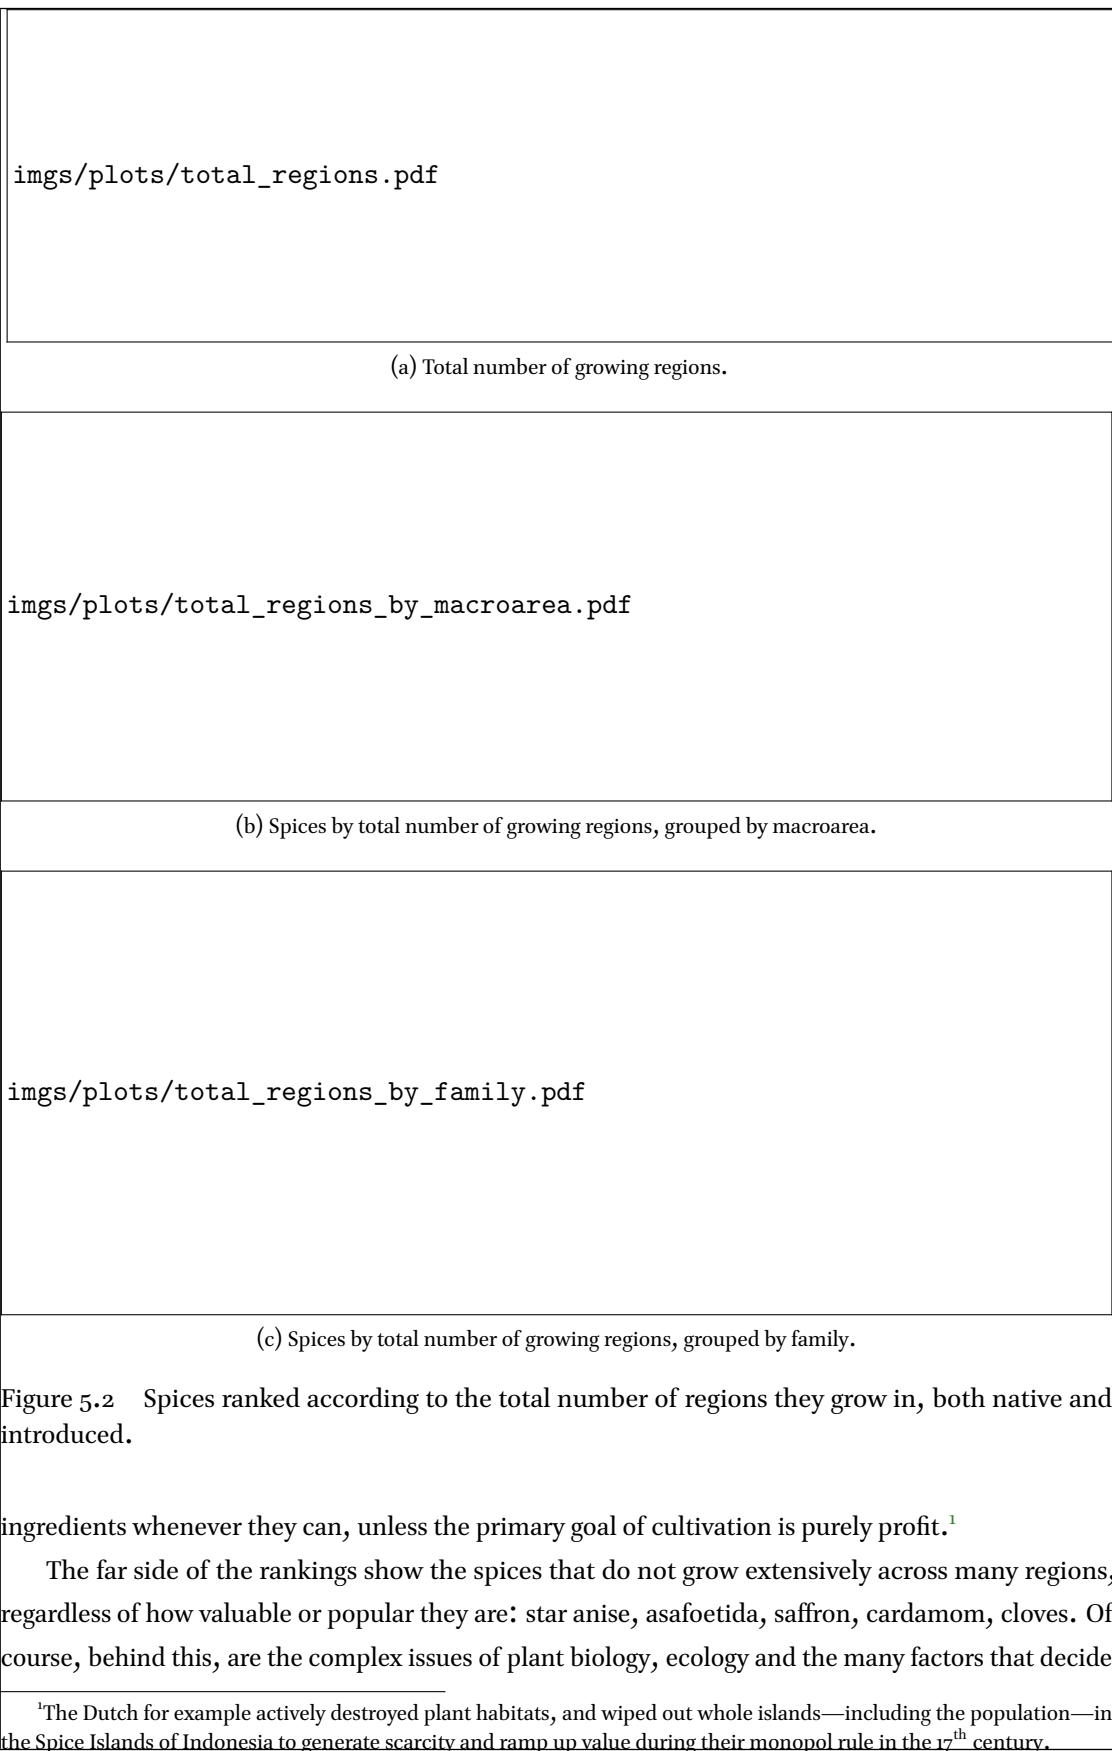 imgs/plots/total_regions.pdf
(a) Total number of growing regions.
imgs/plots/total_regions_by_macroarea.pdf
(b) Spices by total number of growing regions, grouped by macroarea.
imgs/plots/total_regions_by_family.pdf
(c) Spices by total number of growing regions, grouped by family.
Figure 5.2 Spices ranked according to the total number of regions they grow in, both native and
introduced.
ingredients whenever they can, unless the primary goal of cultivation is purely profit.1
The far side of the rankings show the spices that do not grow extensively across many regions,
regardless of how valuable or popular they are: star anise, asafoetida, saffron, cardamom, cloves. Of
course, behind this, are the complex issues of plant biology, ecology and the many factors that decide
1The Dutch for example actively destroyed plant habitats, and wiped out whole islands—including the population—in
the Spice Islands of Indonesia to generate scarcity and ramp up value during their monopol rule in the 17th century.